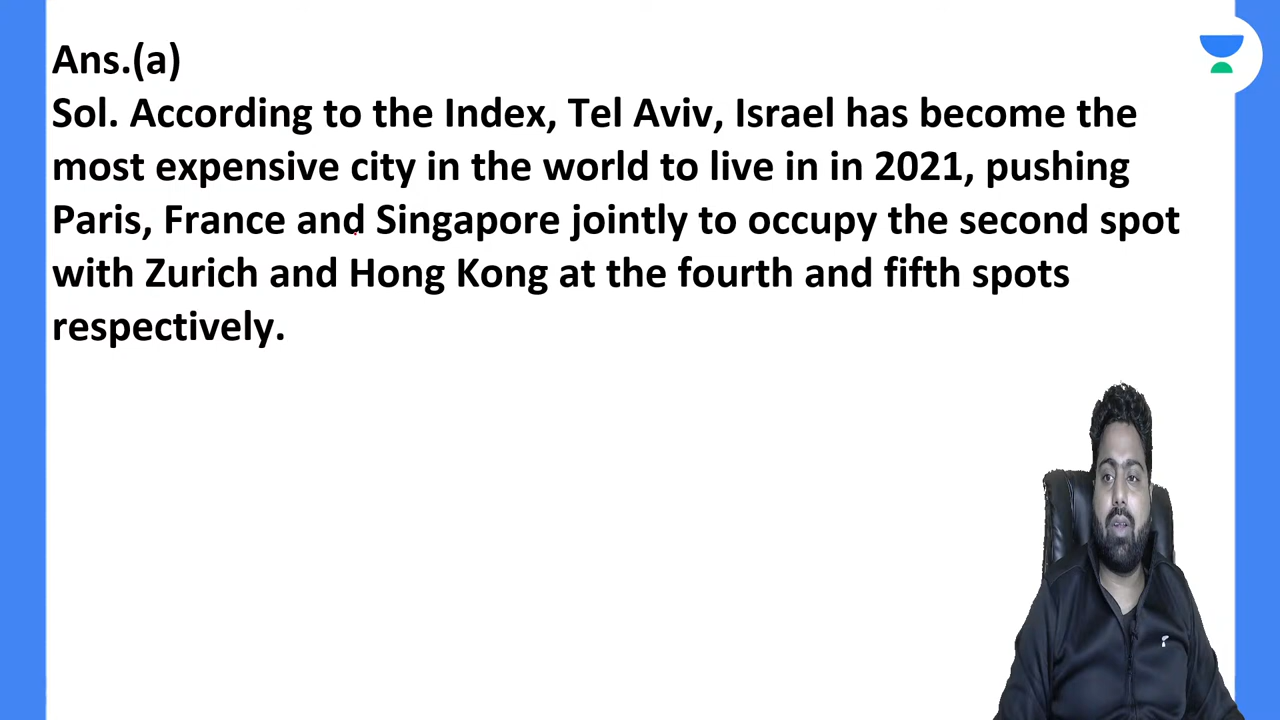 Ans.(a)
Sol. According to the Index, Tel Aviv, Israel has become the
most expensive city in the world to live in in 2021, pushing
Paris, France and Singapore jointly to occupy the second spot
with Zurich and Hong Kong at the fourth and fifth spots
respectively.